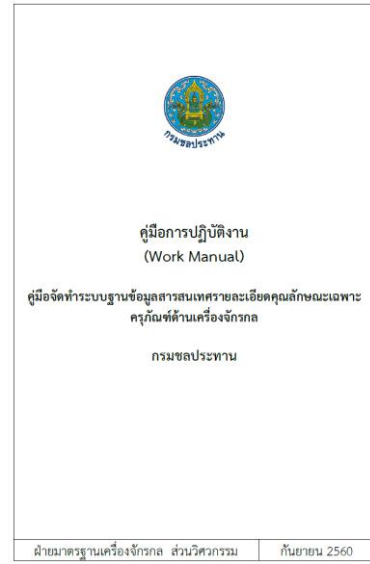 กรมชลประทาน
คู่มือการปฏิบัติงาน
(Work Manual)
คู่มือจัดทำระบบฐานข้อมูลสารสนเทศรายละเอียดคุณลักษณะเฉพาะ
ครุภัณฑ์ด้านเครื่องจักรกล
กรมชลประทาน
ฝ่ายมาตรฐานเครื่องจักรกล ส่วนวิศวกรรม
กันยายน 2560